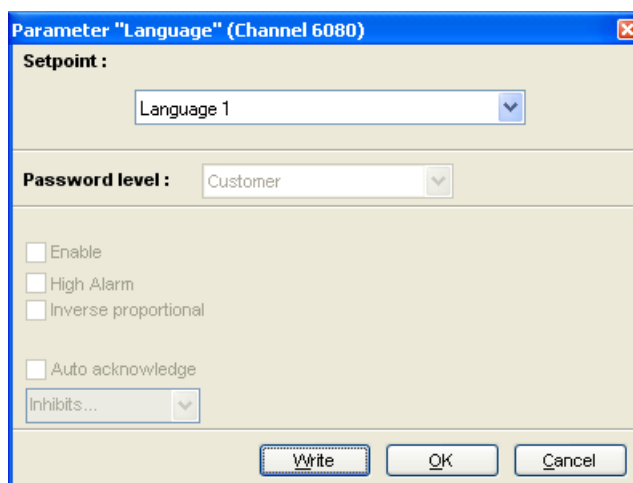 Parameter "Language" (Channel 6080)
Setpoint :
Language 1
Password level : Customer
Enable
High Alarm
Inverse proportional
Auto acknowledge
Inhibits...
Write OK Cancel